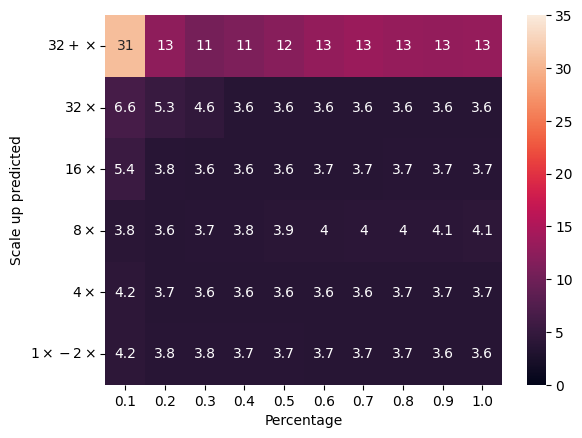 32 + × 31 13 11 11 12 13 13 13 13 13
32 × 6.6 5.3 4.6 3.6 3.6 3.6 3.6 3.6 3.6 3.6
16 × 5.4 3.8 3.6 3.6 3.6 3.7 3.7 3.7 3.7 3.7
8 × 3.8 3.6 3.7 3.8 3.9 4 4 4 4.1 4.1
4 × 4.2 3.7 3.6 3.6 3.6 3.6 3.6 3.7 3.7 3.7
1 × − 2 × 4.2 3.8 3.8 3.7 3.7 3.7 3.7 3.7 3.6 3.6
0.1 0.2 0.3 0.4 0.5 0.6 0.7 0.8 0.9 1.0
Percentage
Scale up predicted
35
30
25
20
15
10
5
0